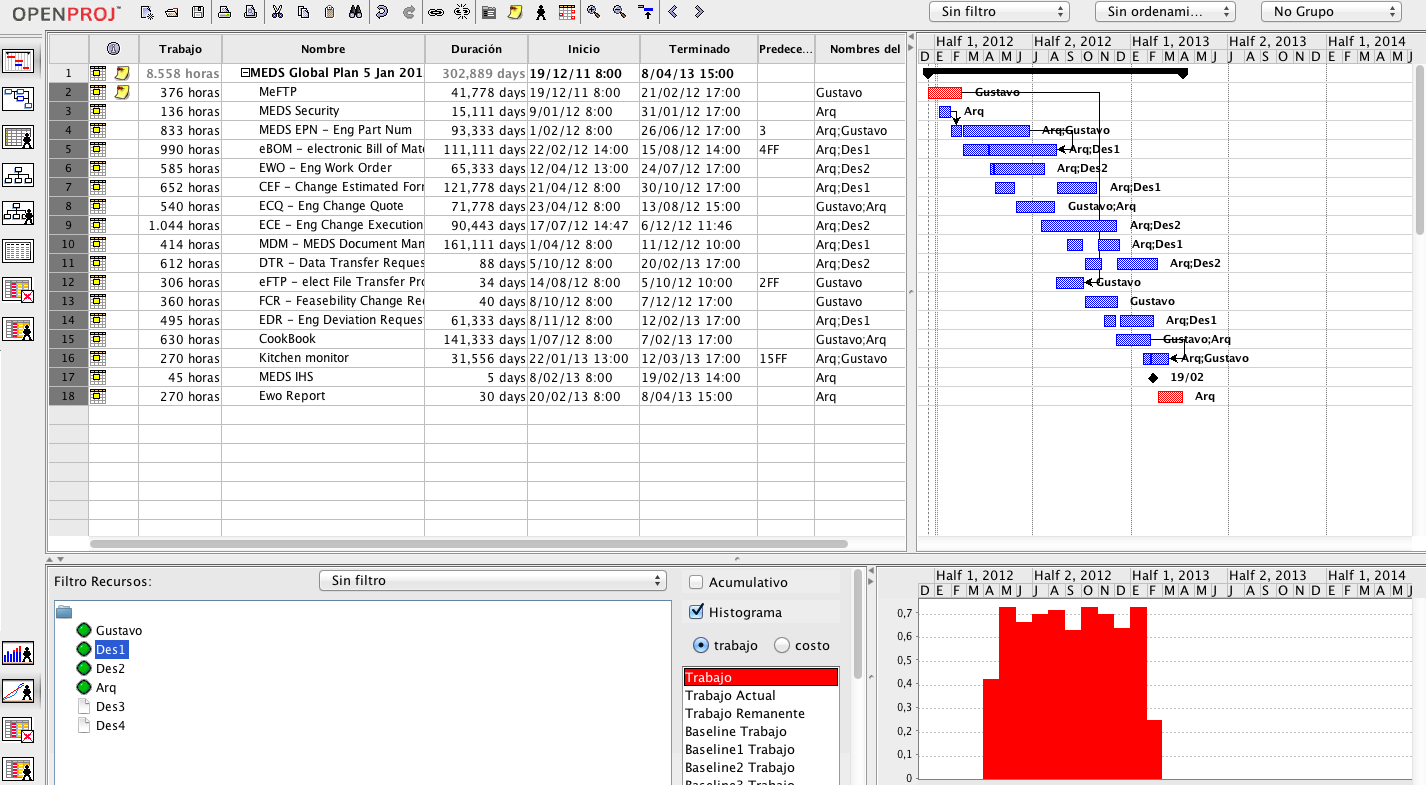 OPENPROJ™ Sin filtro Sin ordenami... No Grupo
Trabajo Nombre Duración Inicio Terminado Predece... Nombres del
1 8.558 horas MEDS Global Plan 5 Jan 201 302,889 days 19/12/11 8:00 8/04/13 15:00
2 376 horas MeFTP 41,778 days 19/12/11 8:00 21/02/12 17:00 Gustavo
3 136 horas MEDS Security 15,111 days 9/01/12 8:00 31/01/12 17:00 Arq
4 833 horas MEDS EPN – Eng Part Num 93,333 days 1/02/12 8:00 26/06/12 17:00 3 Arq;Gustavo
5 990 horas eBOM – electronic Bill of Mat 111,111 days 22/02/12 14:00 15/08/12 14:00 4FF Arq;Des1
6 585 horas EWO – Eng Work Order 65,333 days 12/04/12 13:00 24/07/12 17:00 Arq;Des2
7 652 horas CEF – Change Estimated For 121,778 days 21/04/12 8:00 30/10/12 17:00 Arq;Des1
8 540 horas ECQ – Eng Change Quote 71,778 days 23/04/12 8:00 13/08/12 15:00 Gustavo;Arq
9 1.044 horas ECE – Eng Change Execution 90,443 days 17/07/12 14:47 6/12/12 11:46 Arq;Des2
10 414 horas MDM – MEDS Document Man 161,111 days 1/04/12 8:00 11/12/12 10:00 Arq;Des1
11 612 horas DTR – Data Transfer Reques 88 days 5/10/12 8:00 20/02/13 17:00 Arq;Des2
12 306 horas eFTP – elect File Transfer Pr 34 days 14/08/12 8:00 5/10/12 10:00 2FF Gustavo
13 360 horas FCR – Feasebility Change Re 40 days 8/10/12 8:00 7/12/12 17:00 Gustavo
14 495 horas EDR – Eng Deviation Reques 61,333 days 8/11/12 8:00 12/02/13 17:00 Arq;Des1
15 630 horas CookBook 141,333 days 1/07/12 8:00 7/02/13 17:00 Gustavo;Arq
16 270 horas Kitchen monitor 31,556 days 22/01/13 13:00 12/03/13 17:00 15FF Arq;Gustavo
17 45 horas MEDS IHS 5 days 8/02/13 8:00 19/02/13 14:00 Arq
18 270 horas Ewo Report 30 days 20/02/13 8:00 8/04/13 15:00 Arq
Half 1, 2012 Half 2, 2012 Half 1, 2013 Half 2, 2013 Half 1, 2014
D E F M A M J J A S O N D E F M A M J J A S O N D E F M A M J
Gustavo
Arq
Arq;Gustavo
Arq;Des1
Arq;Des2
Arq;Des1
Gustavo;Arq
Arq;Des2
Arq;Des1
Arq;Des2
Gustavo
Gustavo
Arq;Des1
Gustavo;Arq
Arq;Gustavo
19/02
Arq
Filtro Recursos: Sin filtro
Gustavo
Des1
Des2
Arq
Des3
Des4
Acumulativo
Histograma
trabajo costo
Trabajo
Trabajo Actual
Trabajo Remanente
Baseline Trabajo
Baseline1 Trabajo
Baseline2 Trabajo
Baseline3 Trabajo
Half 1, 2012 Half 2, 2012 Half 1, 2013 Half 2, 2013 Half 1, 2014
D E F M A M J J A S O N D E F M A M J J A S O N D E F M A M J
0,7
0,6
0,5
0,4
0,3
0,2
0,1
0